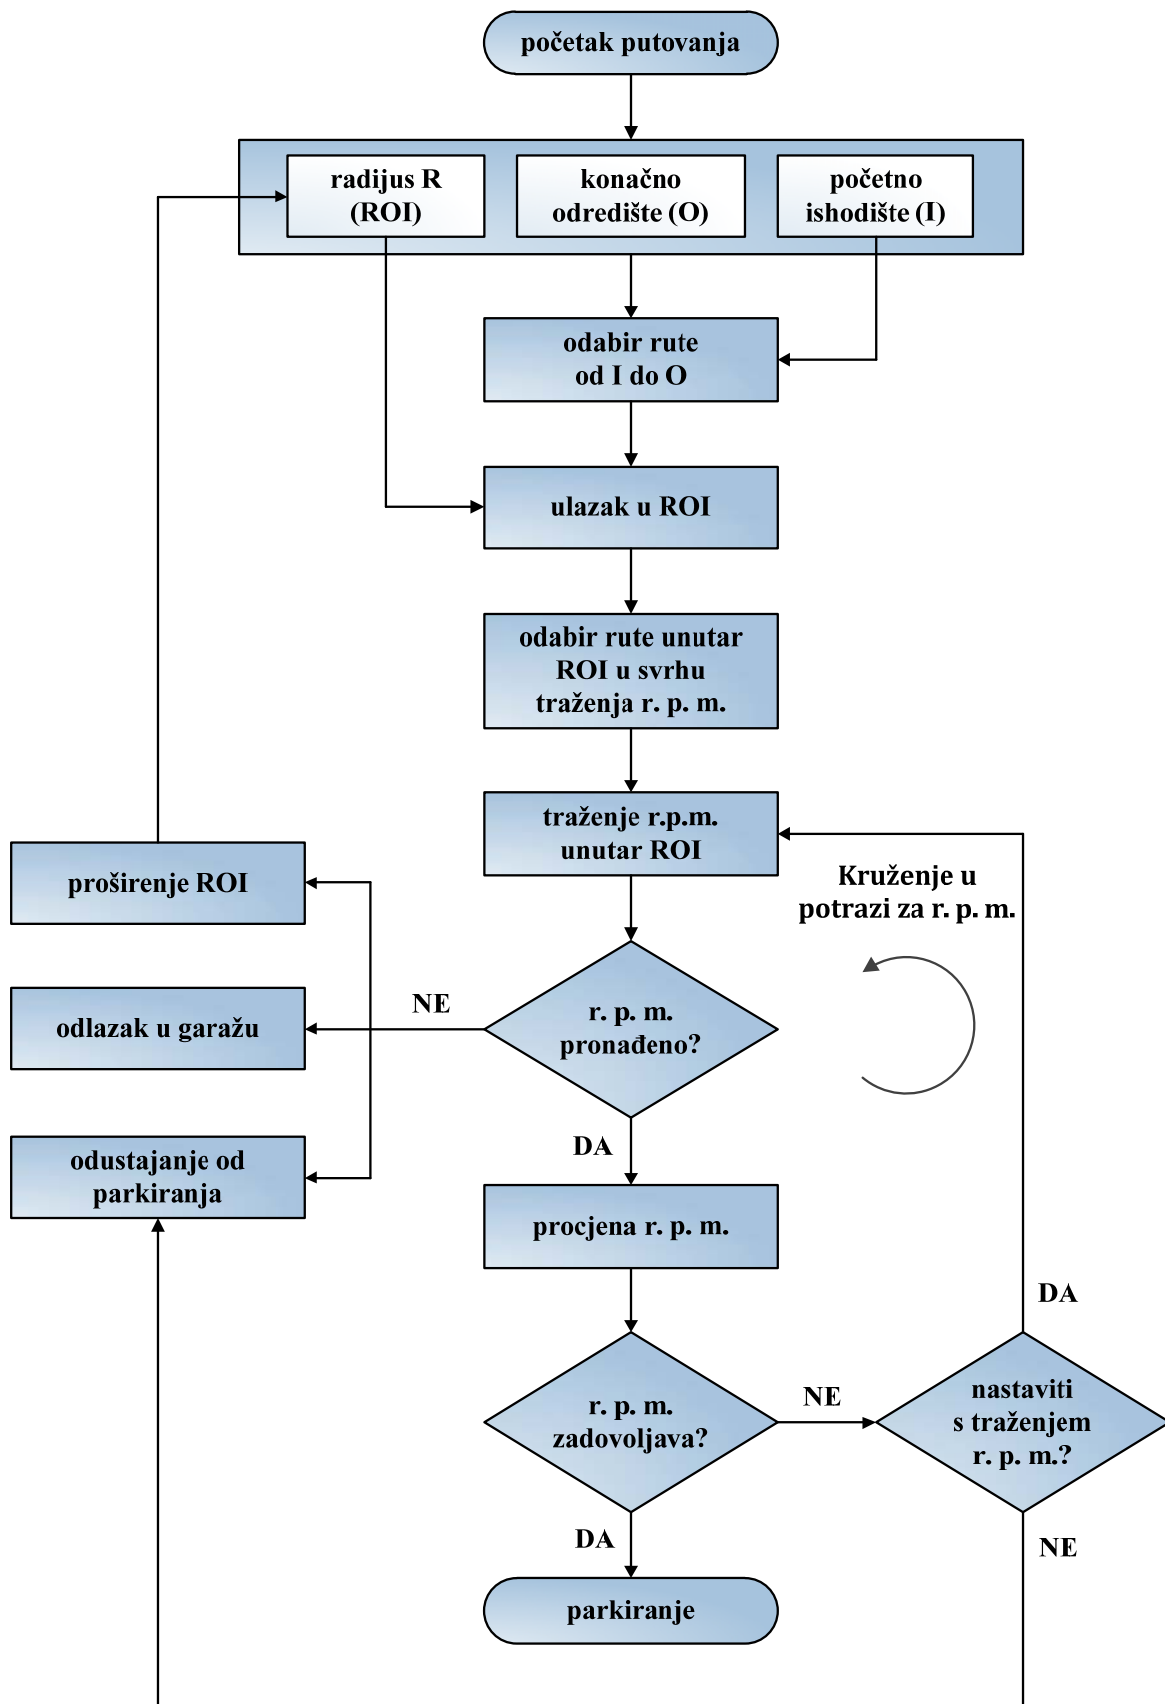 početak putovanja
radijus R
(ROI)
konačno
odredište (O)
početno
ishodište (I)
odabir rute
od I do O
ulazak u ROI
odabir rute unutar
ROI u svrhu
traženja r. p. m.
traženje r.p.m.
unutar ROI
Kruženje u
potrazi za r. p. m.
proširenje ROI
odlazak u garažu
odustajanje od
parkiranja
NE
r. p. m.
pronađeno?
DA
procjena r. p. m.
r. p. m.
zadovoljava?
NE
nastaviti
s traženjem
r. p. m.?
DA
NE
DA
parkiranje